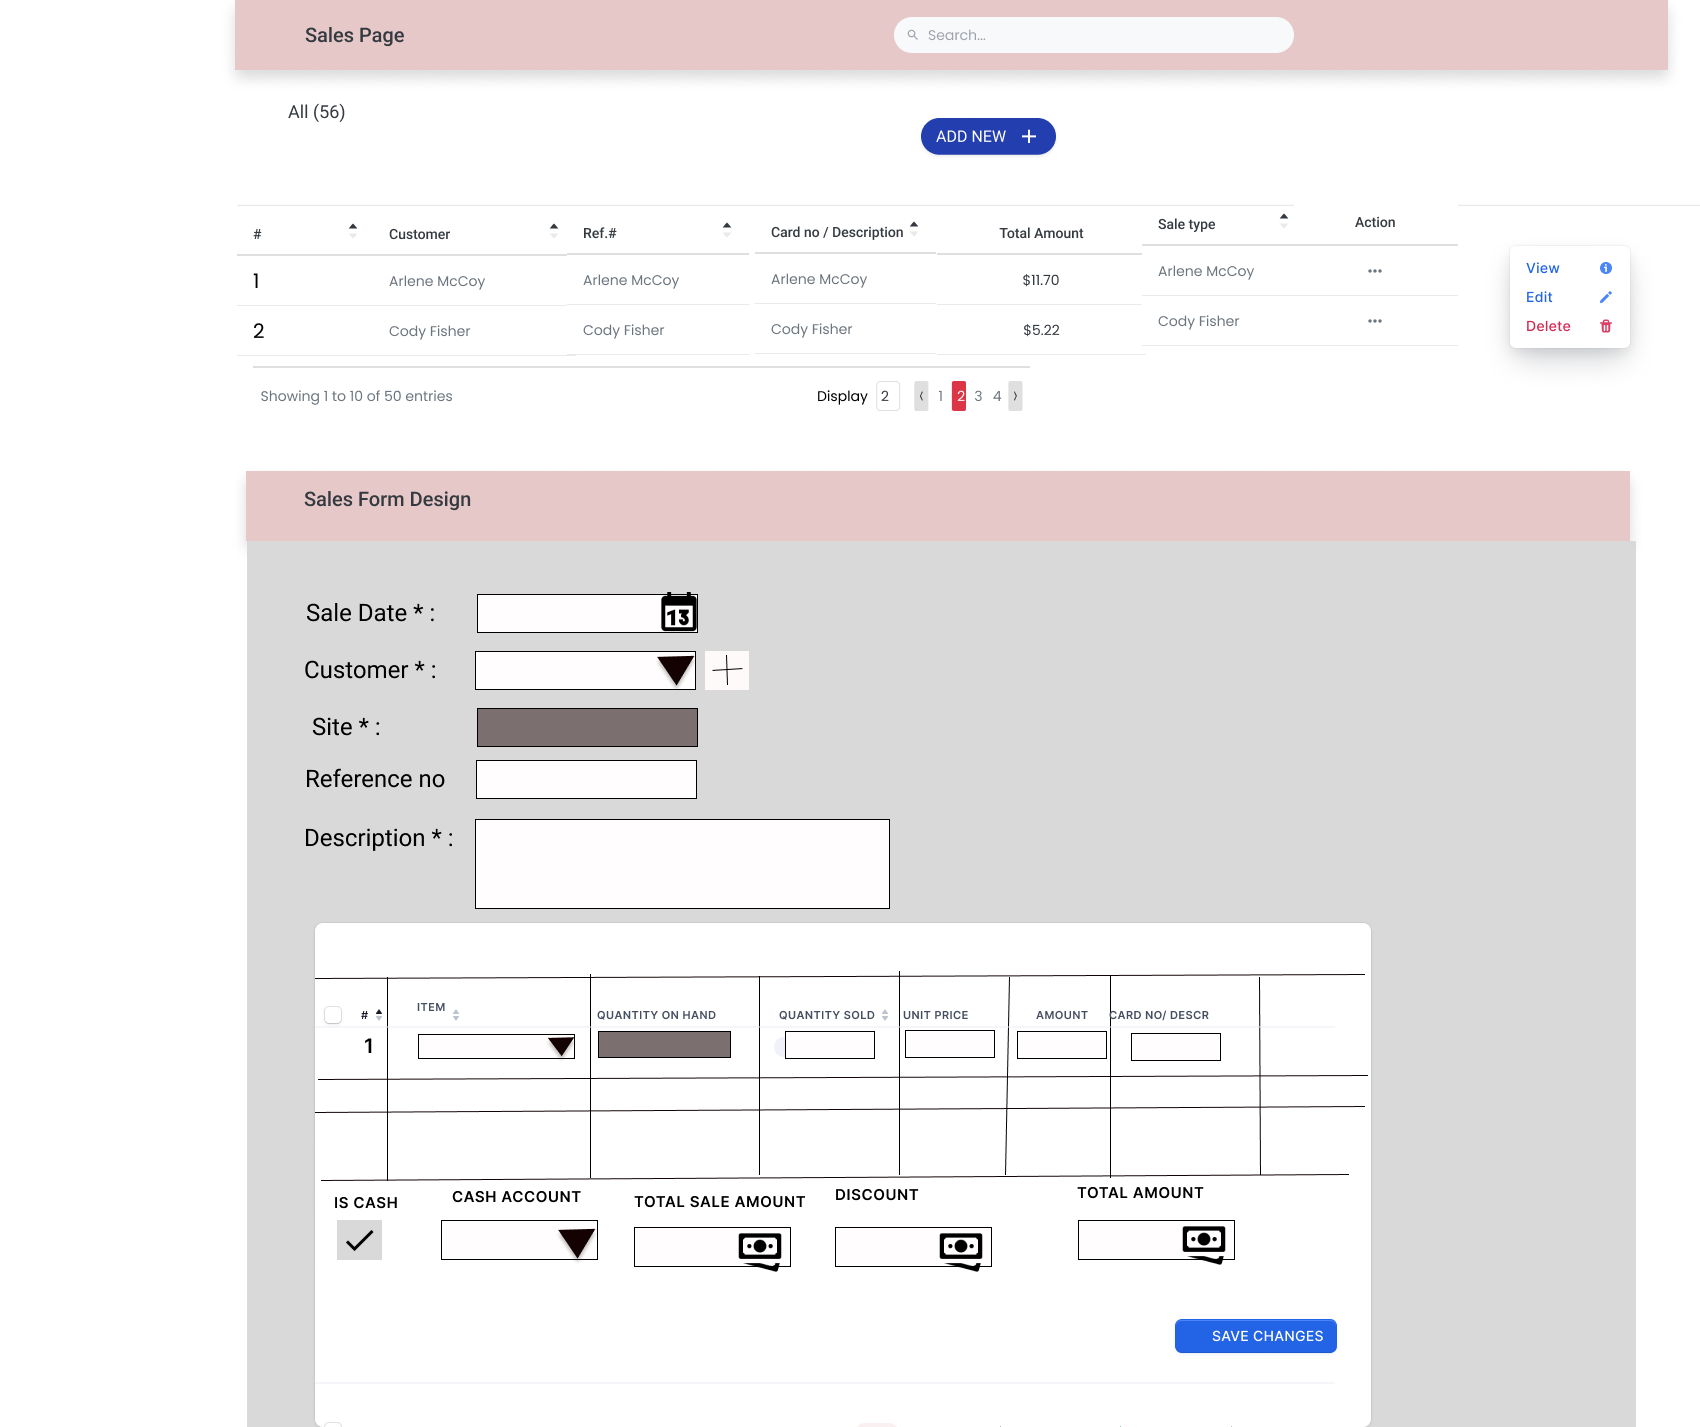 Sales Page
Search...
All (56)
ADD NEW
# Customer Ref.# Card no / Description Total Amount Sale type Action
1 Arlene McCoy Arlene McCoy Arlene McCoy $11.70 Arlene McCoy
2 Cody Fisher Cody Fisher Cody Fisher $5.22 Cody Fisher
View
Edit
Delete
Showing 1 to 10 of 50 entries
Display 2 1 2 3 4
Sales Form Design
Sale Date * :
13
Customer * :
Site * :
Reference no
Description * :
# ITEM QUANTITY ON HAND QUANTITY SOLD UNIT PRICE AMOUNT CARD NO/ DESCR
1
IS CASH CASH ACCOUNT TOTAL SALE AMOUNT DISCOUNT TOTAL AMOUNT
SAVE CHANGES